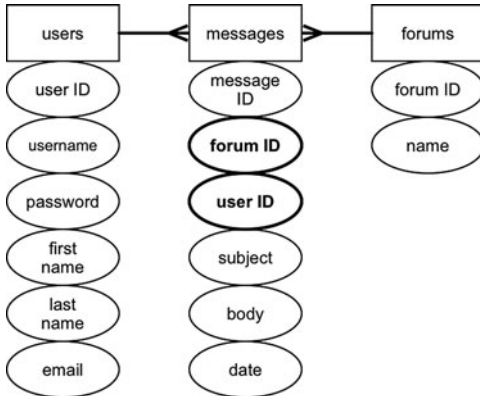 users
messages
forums
user ID
message
ID
forum ID
username
forum ID
name
password
user ID
first
name
subject
last
name
body
email
date